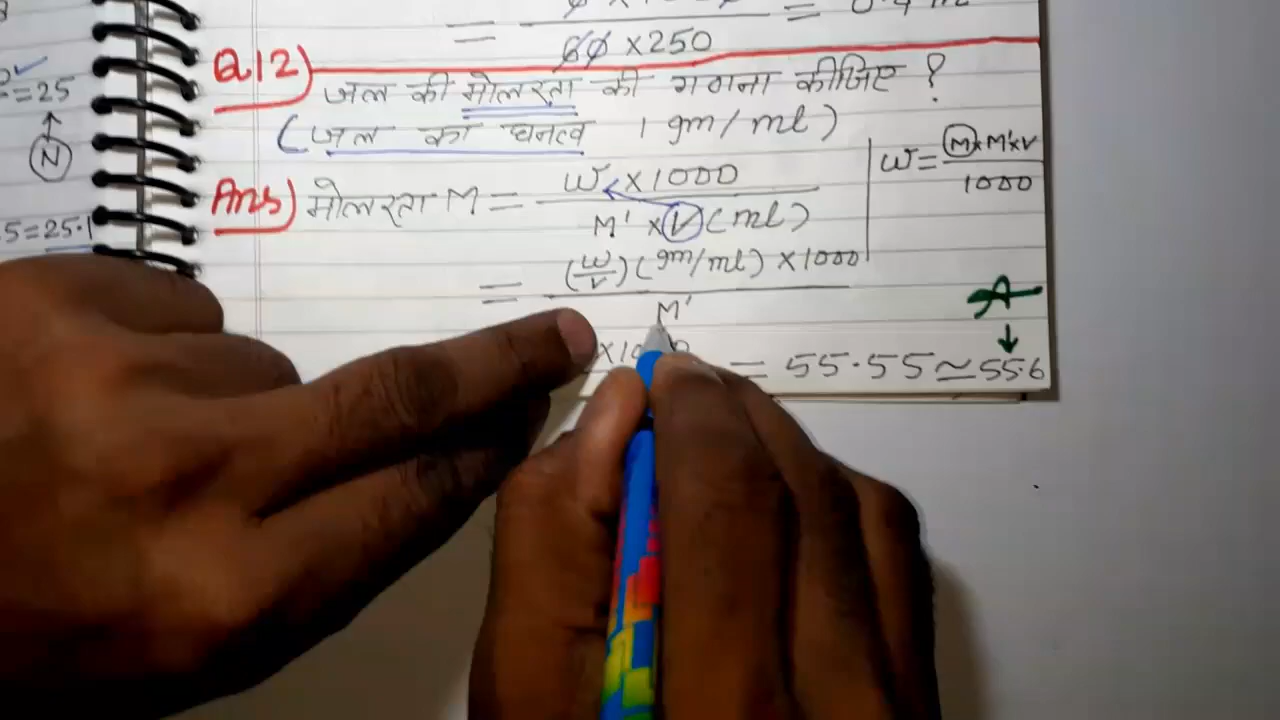 60 × 250
=
= 25
N
5 = 25.1
Q12) जल की मोलरता की गणना कीजिए ?
(जल का घनत्व 1 gm/ml)
Ans) मोलरता M = W × 1000
M' × V (ml)
W = M × M' × V
1000
= (W/V) (gm/ml) × 1000
M'
= 55.55 ≃ 55.6
A
↓